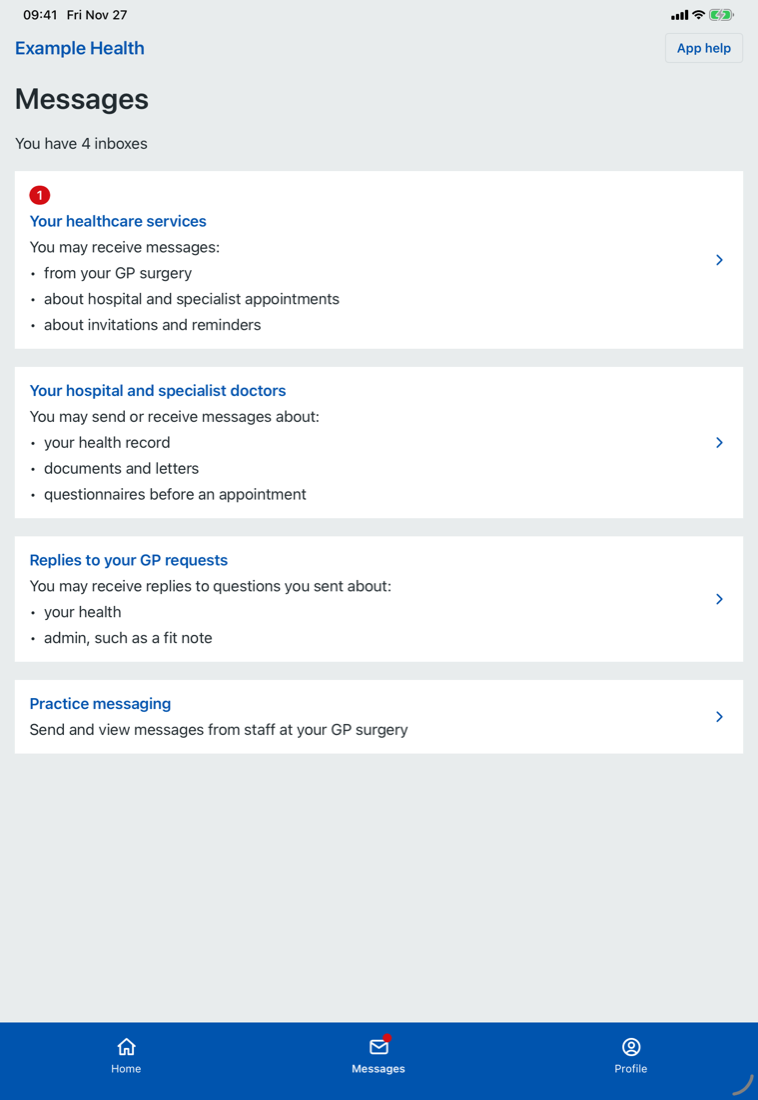 09:41 Fri Nov 27
Example Health
App help
Messages
You have 4 inboxes
1
Your healthcare services
You may receive messages:
• from your GP surgery
• about hospital and specialist appointments
• about invitations and reminders
Your hospital and specialist doctors
You may send or receive messages about:
• your health record
• documents and letters
• questionnaires before an appointment
Replies to your GP requests
You may receive replies to questions you sent about:
• your health
• admin, such as a fit note
Practice messaging
Send and view messages from staff at your GP surgery
Home
Messages
Profile